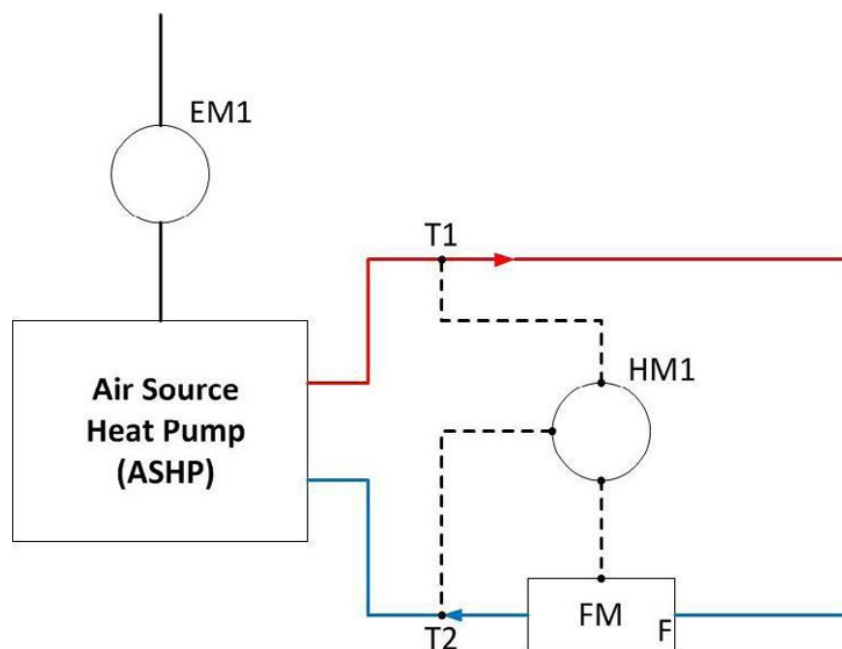 EM1
T1
Air Source
Heat Pump
(ASHP)
HM1
FM
F
T2